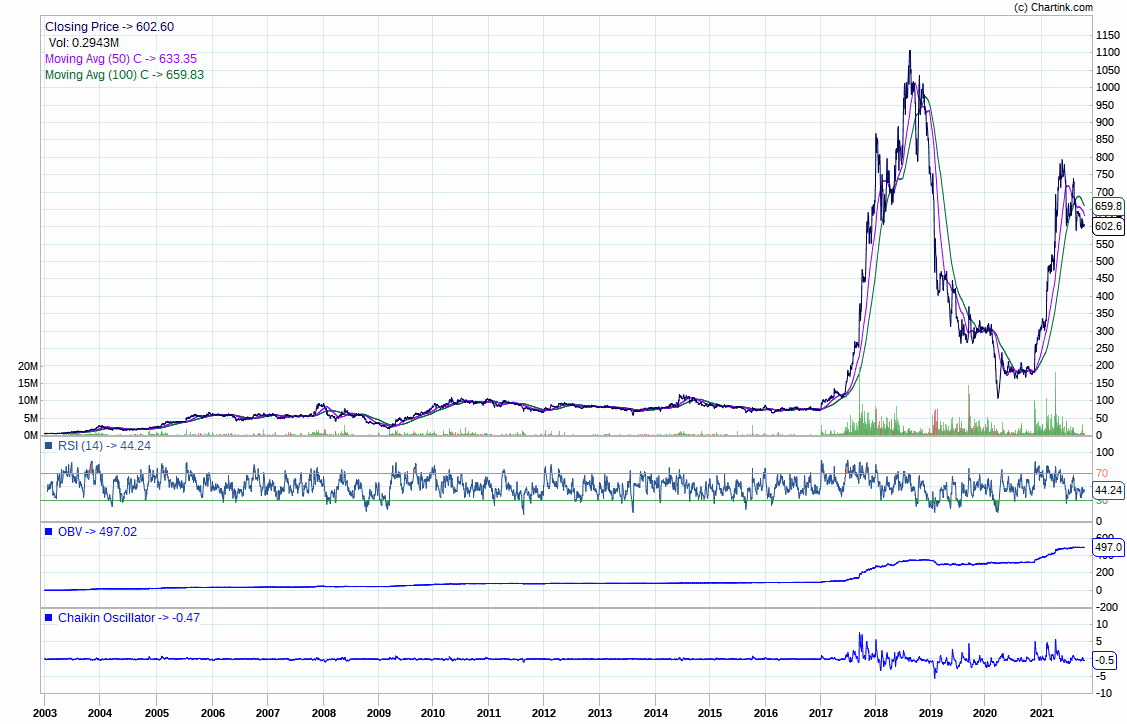 (c) Chartink.com
Closing Price -> 602.60
Vol: 0.2943M
Moving Avg (50) C -> 633.35
Moving Avg (100) C -> 659.83
1150
1100
1050
1000
950
900
850
800
750
700
659.8
602.6
550
500
450
400
350
300
250
200
150
100
50
0
20M
15M
10M
5M
0M
RSI (14) -> 44.24
100
70
44.24
30
0
OBV -> 497.02
600
497.0
200
0
-200
Chaikin Oscillator -> -0.47
10
5
-0.5
-5
-10
2003 2004 2005 2006 2007 2008 2009 2010 2011 2012 2013 2014 2015 2016 2017 2018 2019 2020 2021